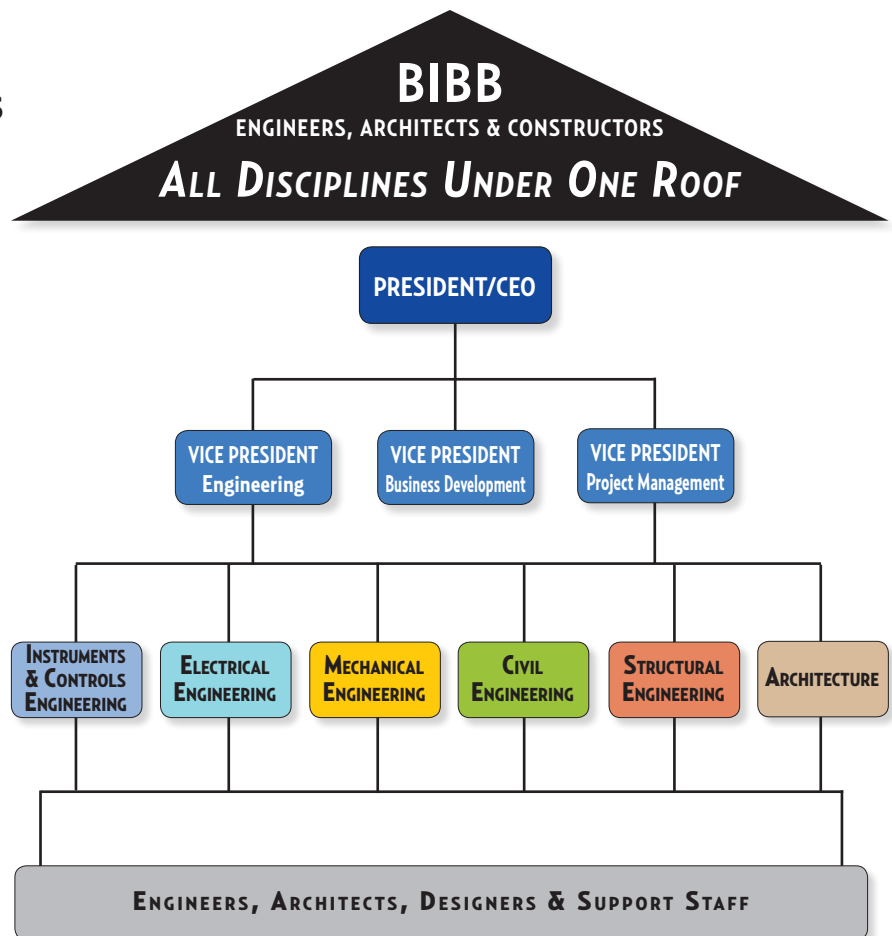 BIBB
ENGINEERS, ARCHITECTS & CONSTRUCTORS
ALL DISCIPLINES UNDER ONE ROOF
S
PRESIDENT/CEO
VICE PRESIDENT
Engineering
VICE PRESIDENT
Business Development
VICE PRESIDENT
Project Management
INSTRUMENTS
& CONTROLS
ENGINEERING
ELECTRICAL
ENGINEERING
MECHANICAL
ENGINEERING
CIVIL
ENGINEERING
STRUCTURAL
ENGINEERING
ARCHITECTURE
ENGINEERS, ARCHITECTS, DESIGNERS & SUPPORT STAFF